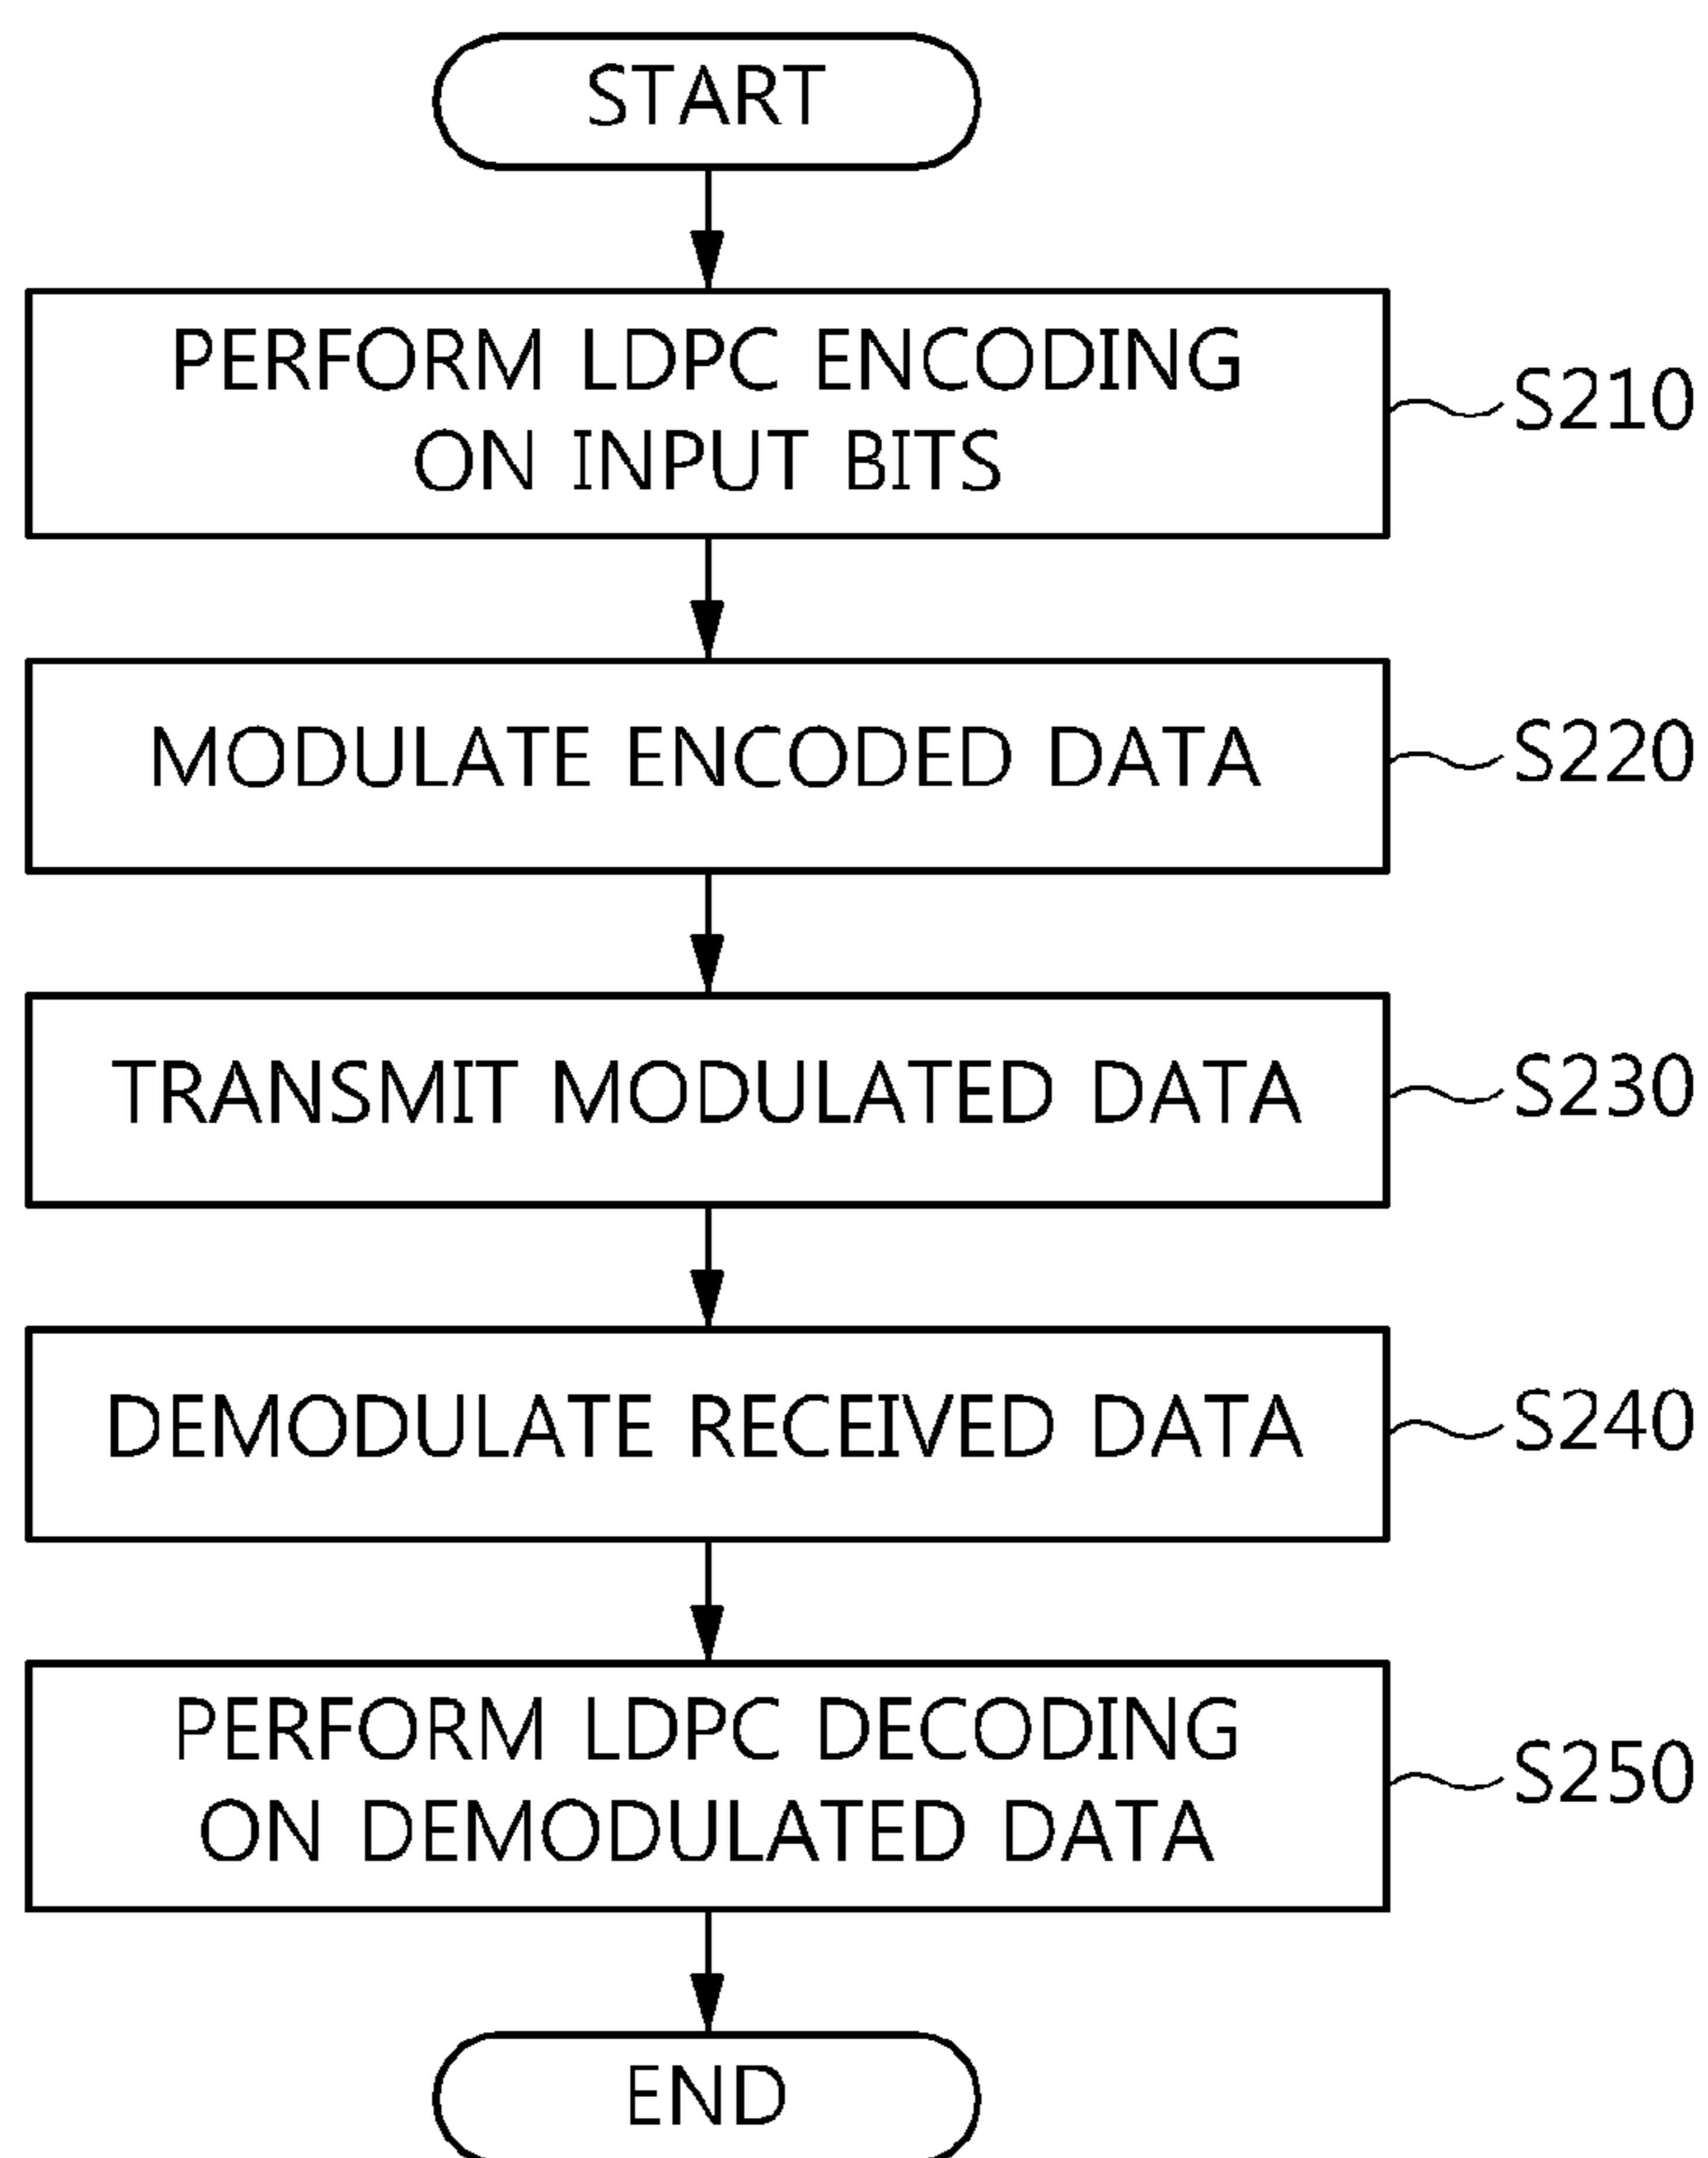 START
PERFORM LDPC ENCODING
ON INPUT BITS
S210
MODULATE ENCODED DATA
S220
TRANSMIT MODULATED DATA
S230
DEMODULATE RECEIVED DATA
S240
PERFORM LDPC DECODING
ON DEMODULATED DATA
S250
END